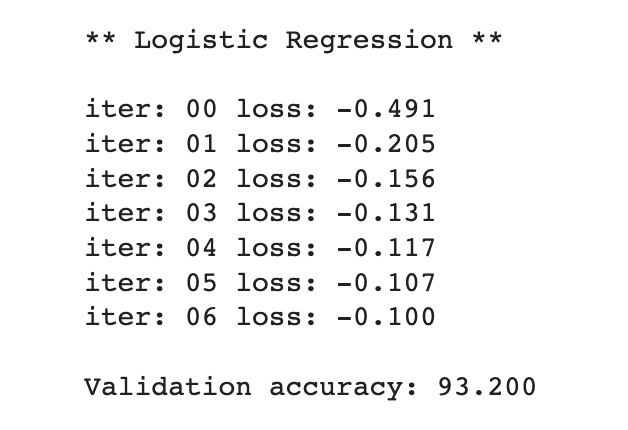 ** Logistic Regression **
iter: 00 loss: -0.491
iter: 01 loss: -0.205
iter: 02 loss: -0.156
iter: 03 loss: -0.131
iter: 04 loss: -0.117
iter: 05 loss: -0.107
iter: 06 loss: -0.100
Validation accuracy: 93.200